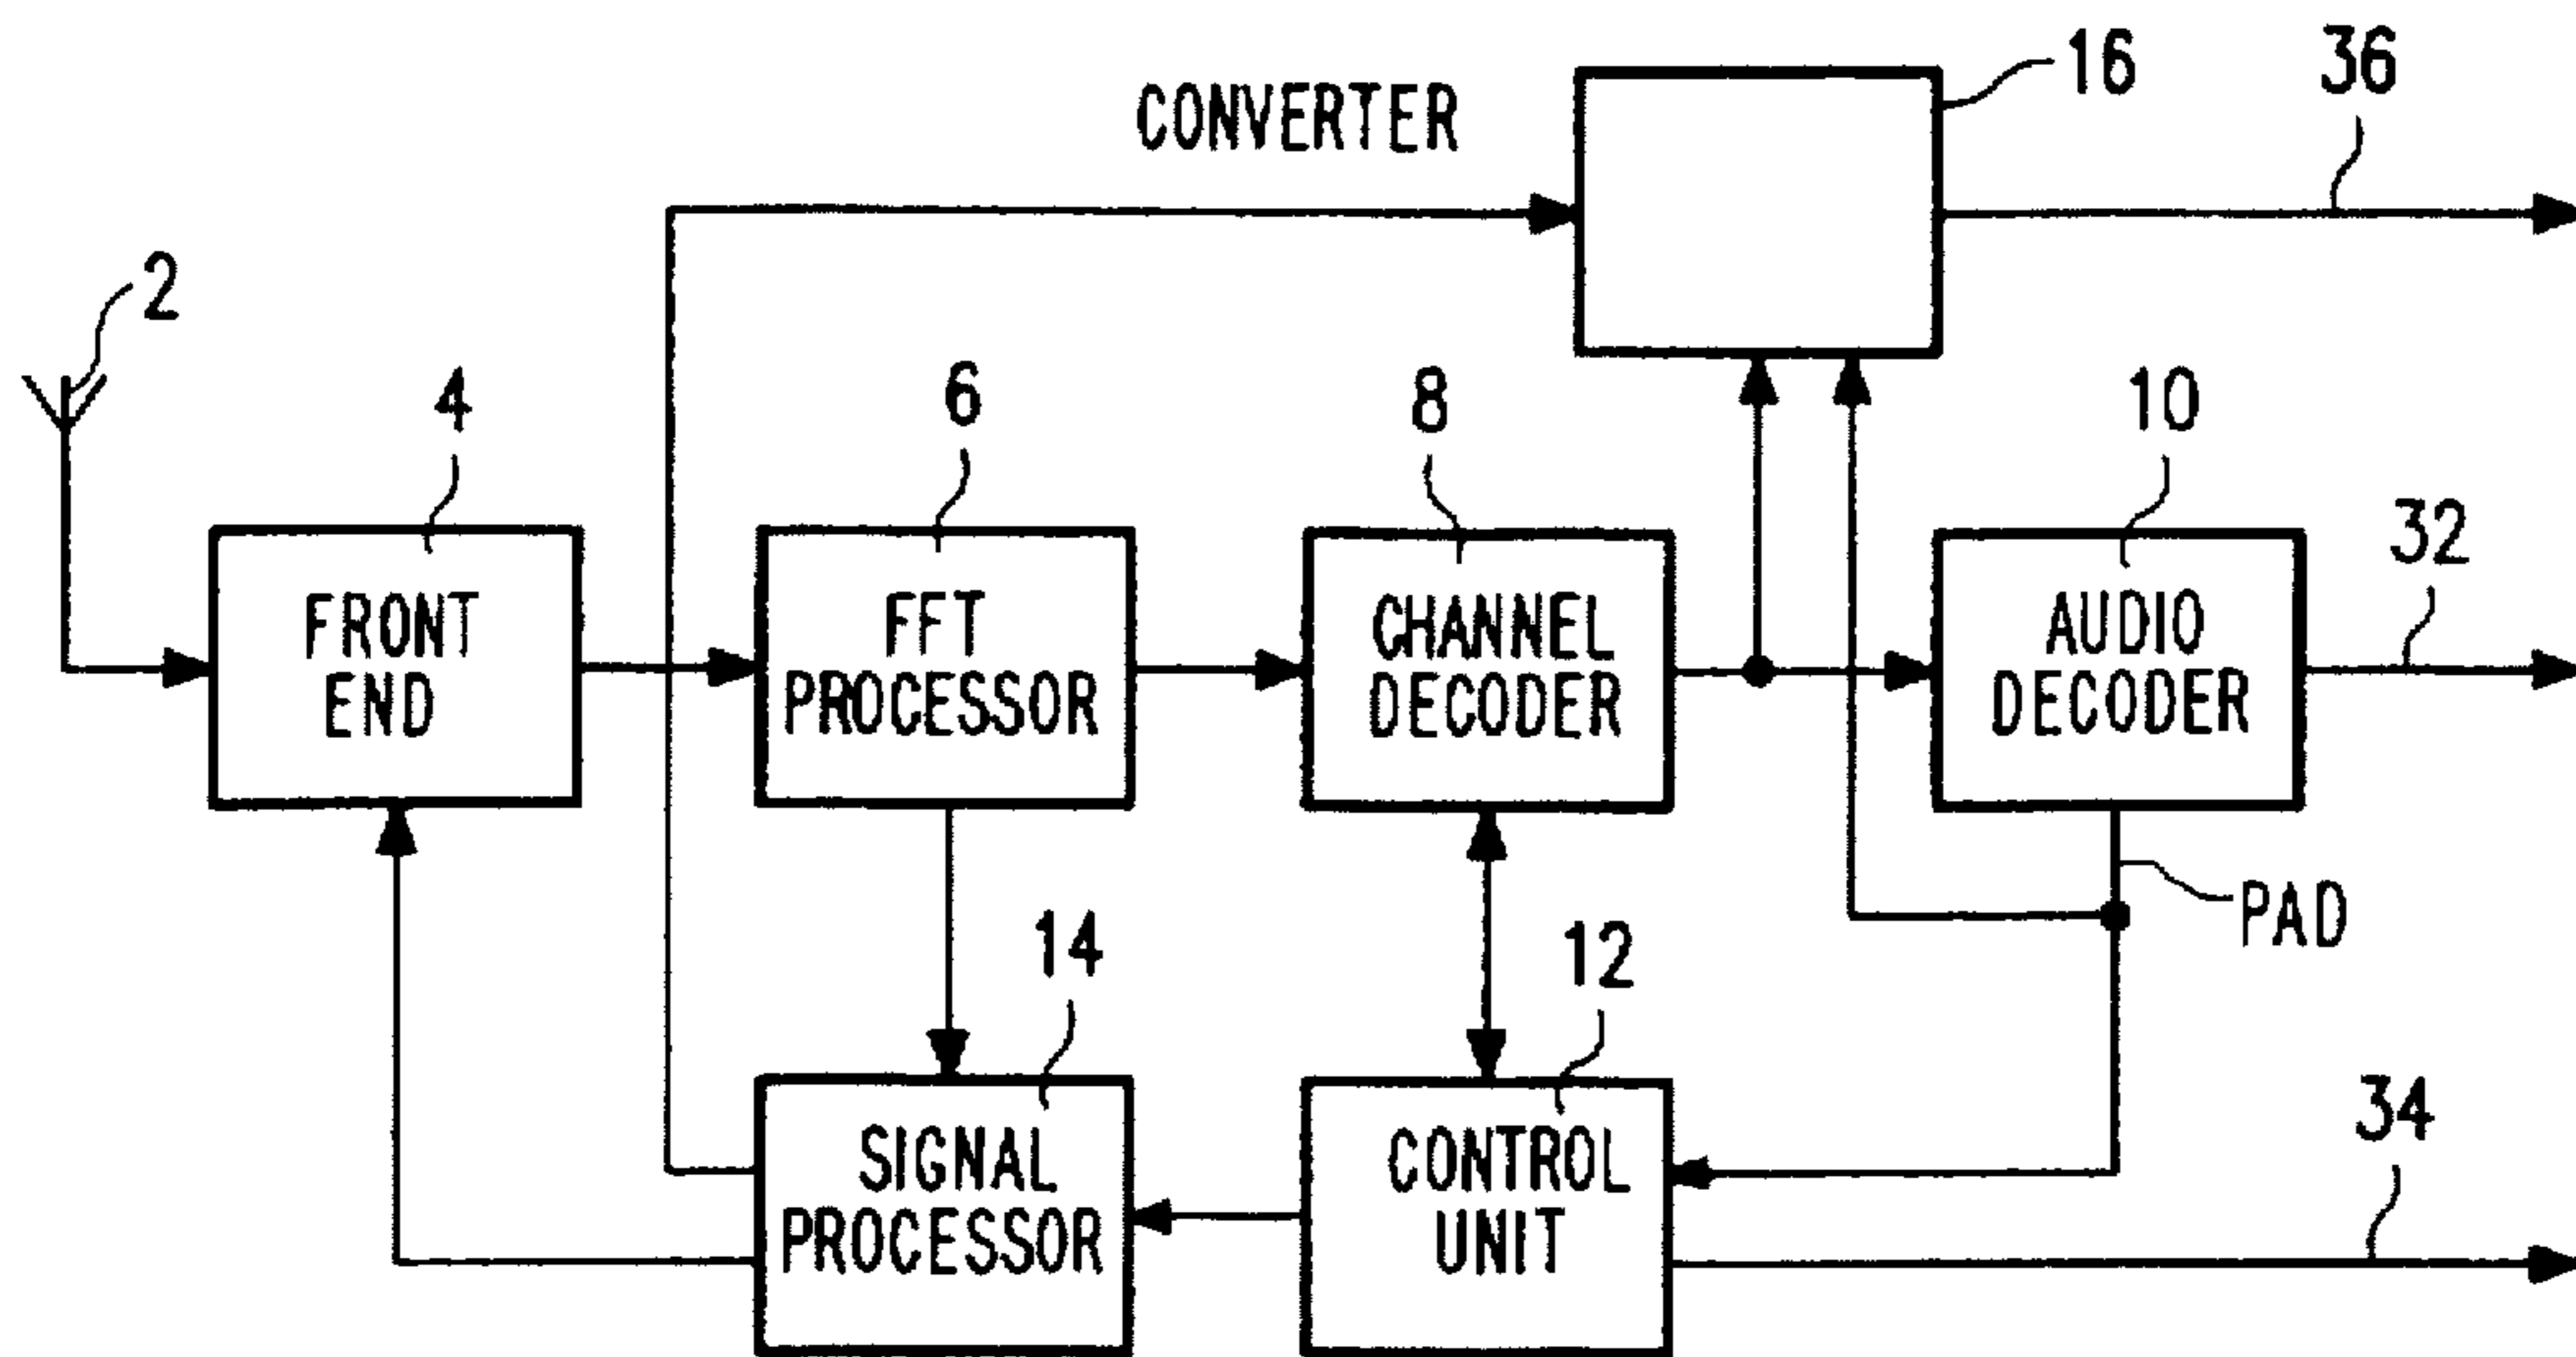 CONVERTER
16
36
2
4
6
8
10
32
FRONT
END
FFT
PROCESSOR
CHANNEL
DECODER
AUDIO
DECODER
PAD
14
12
34
SIGNAL
PROCESSOR
CONTROL
UNIT